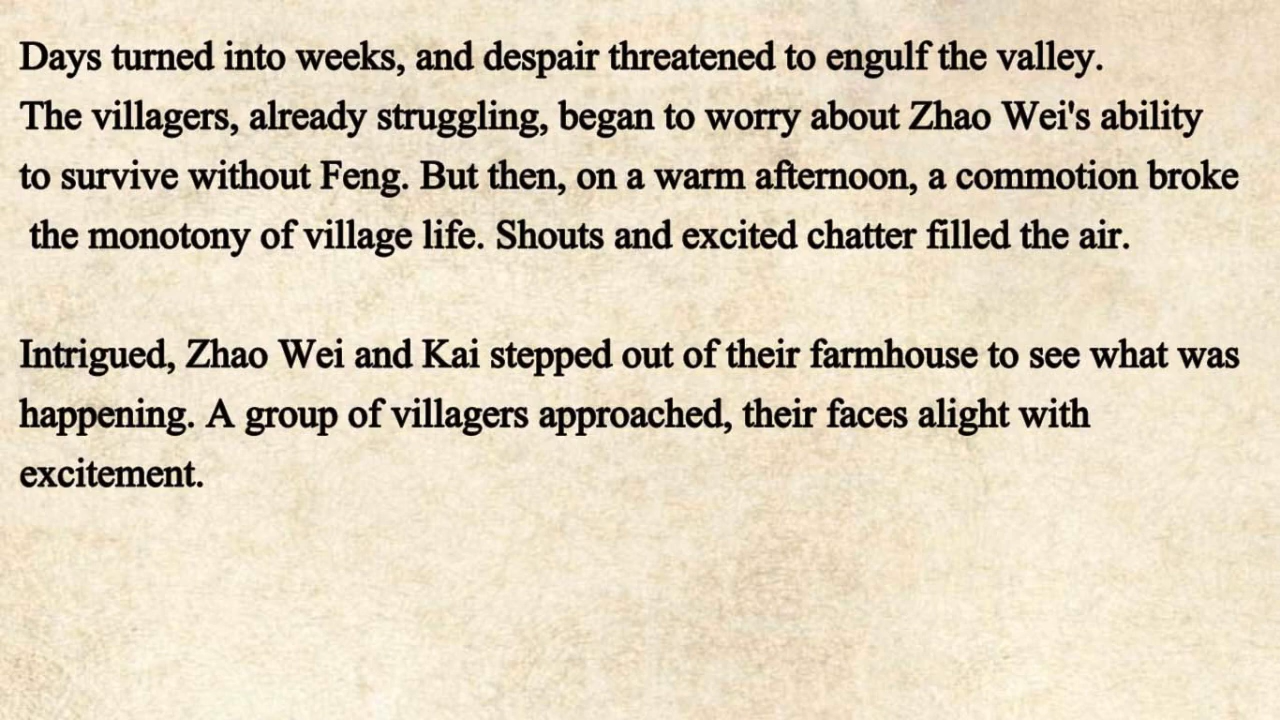 Days turned into weeks, and despair threatened to engulf the valley.
The villagers, already struggling, began to worry about Zhao Wei's ability
to survive without Feng. But then, on a warm afternoon, a commotion broke
the monotony of village life. Shouts and excited chatter filled the air.
Intrigued, Zhao Wei and Kai stepped out of their farmhouse to see what was
happening. A group of villagers approached, their faces alight with
excitement.